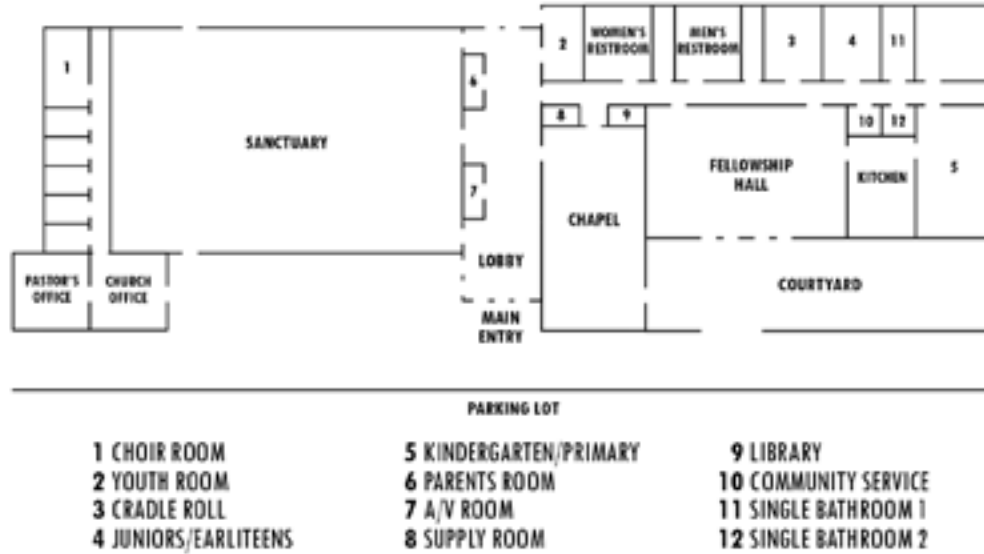 2
WOMEN'S
RESTROOM
MEN'S
RESTROOM
3
4
11
1
6
SANCTUARY
8
9
10
12
FELLOWSHIP
HALL
KITCHEN
5
7
CHAPEL
LOBBY
PASTOR'S
OFFICE
CHURCH
OFFICE
COURTYARD
MAIN
ENTRY
PARKING LOT
1 CHOIR ROOM
2 YOUTH ROOM
3 CRADLE ROLL
4 JUNIORS/EARLITEENS
5 KINDERGARTEN/PRIMARY
6 PARENTS ROOM
7 A/V ROOM
8 SUPPLY ROOM
9 LIBRARY
10 COMMUNITY SERVICE
11 SINGLE BATHROOM 1
12 SINGLE BATHROOM 2